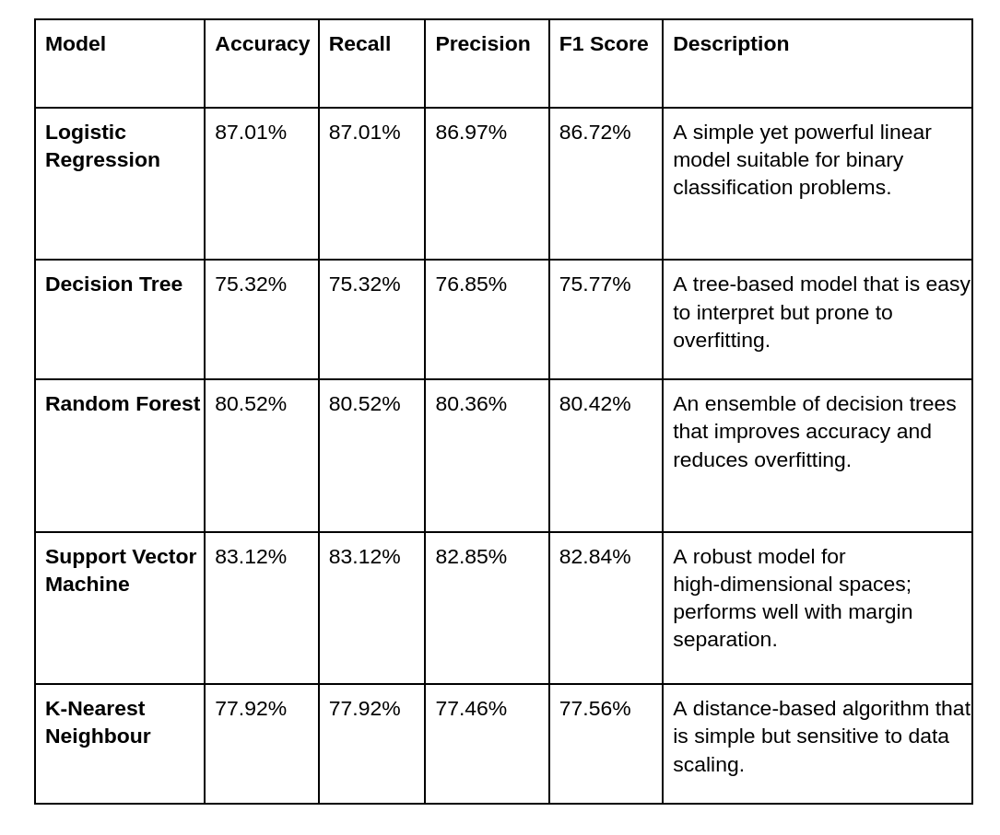 Model Accuracy Recall Precision F1 Score Description
Logistic
Regression
87.01% 87.01% 86.97% 86.72%
A simple yet powerful linear
model suitable for binary
classification problems.
Decision Tree 75.32% 75.32% 76.85% 75.77%
A tree-based model that is easy
to interpret but prone to
overfitting.
Random Forest 80.52% 80.52% 80.36% 80.42%
An ensemble of decision trees
that improves accuracy and
reduces overfitting.
Support Vector
Machine
83.12% 83.12% 82.85% 82.84%
A robust model for
high-dimensional spaces;
performs well with margin
separation.
K-Nearest
Neighbour
77.92% 77.92% 77.46% 77.56%
A distance-based algorithm that
is simple but sensitive to data
scaling.